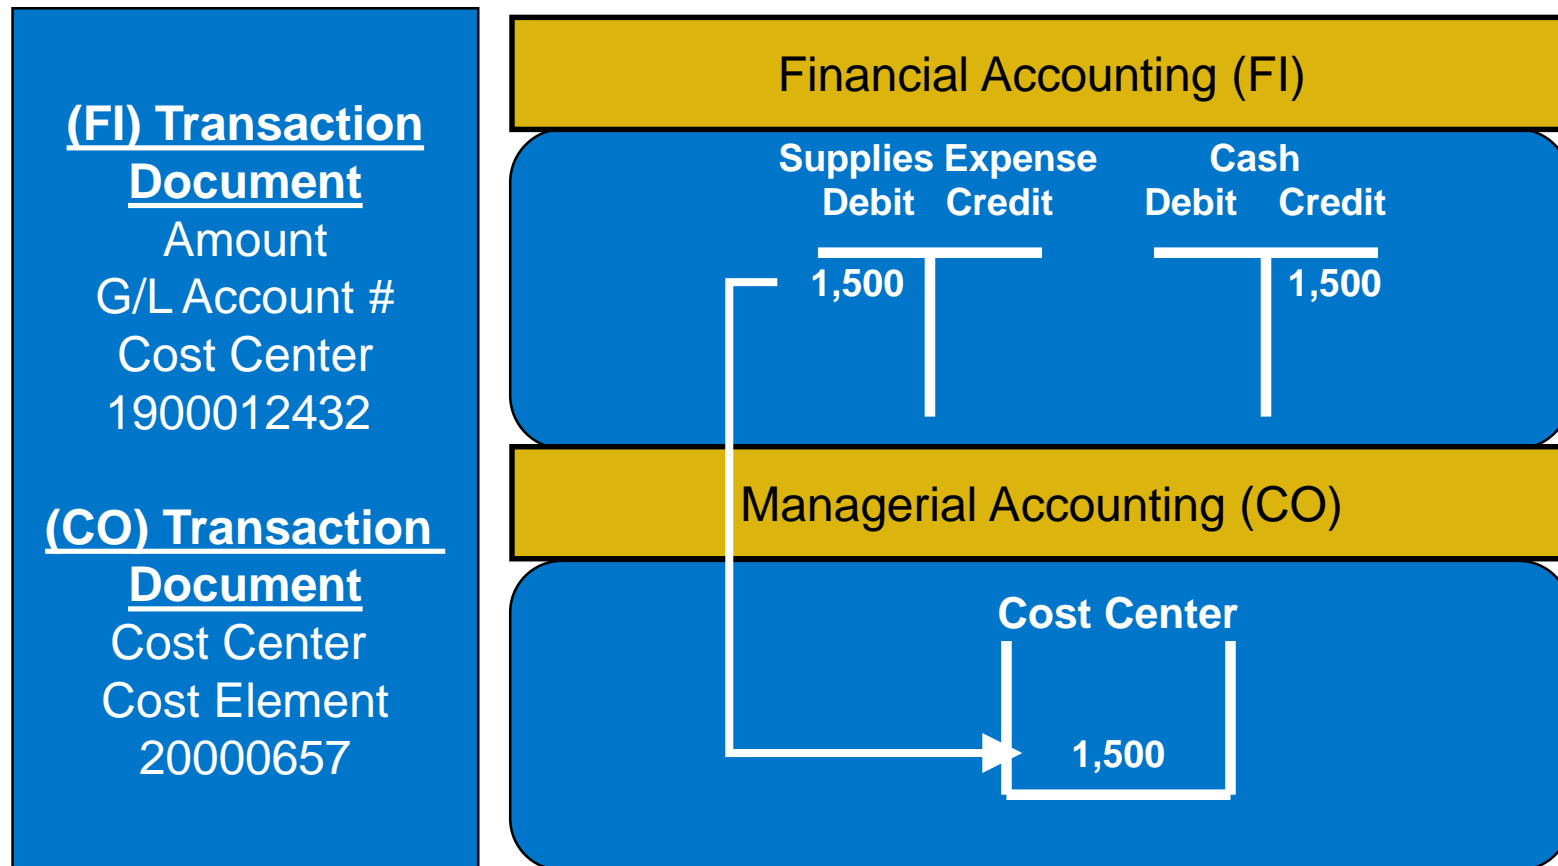 (FI) Transaction
Document
Amount
G/L Account #
Cost Center
1900012432
(CO) Transaction
Document
Cost Center
Cost Element
20000657
Financial Accounting (FI)
Supplies Expense Cash
Debit Credit Debit Credit
1,500 1,500
Managerial Accounting (CO)
Cost Center
1,500